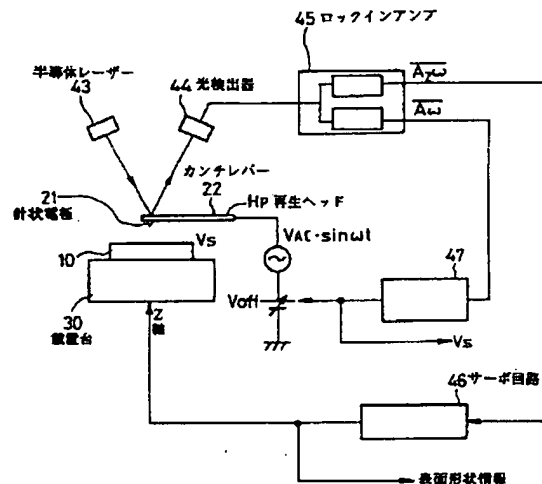 45 ロックインアンプ
半導体レーザー
43
44 光検出器
AZω
Aω
カンチレバー
22
HP 再生ヘッド
21
針状電極
VAC・sinωt
Vs
10
47
Voff
30
載置台
Z
軸
Vs
46 サーボ回路
表面形状情報